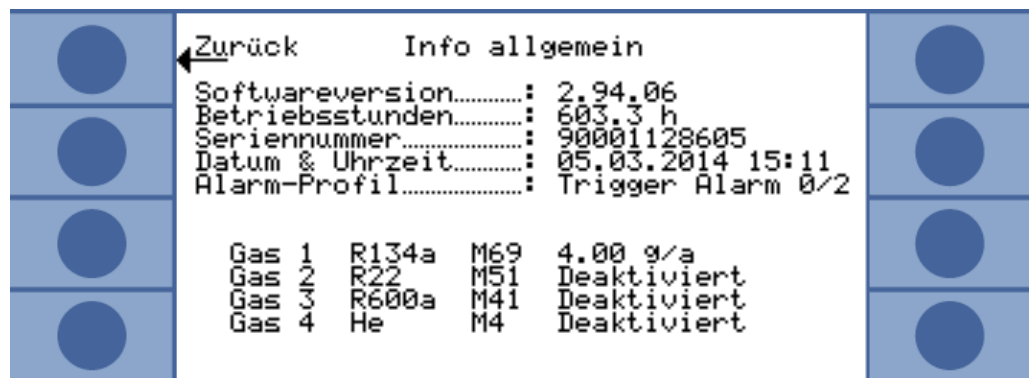 Zurück Info allgemein
Softwareversion...........: 2.94.06
Betriebsstunden...........: 603.3 h
Seriennummer...................: 90001128605
Datum & Uhrzeit...........: 05.03.2014 15:11
Alarm-Profil...................: Trigger Alarm 0/2
Gas 1 R134a M69 4.00 g/a
Gas 2 R22 M51 Deaktiviert
Gas 3 R600a M41 Deaktiviert
Gas 4 He M4 Deaktiviert